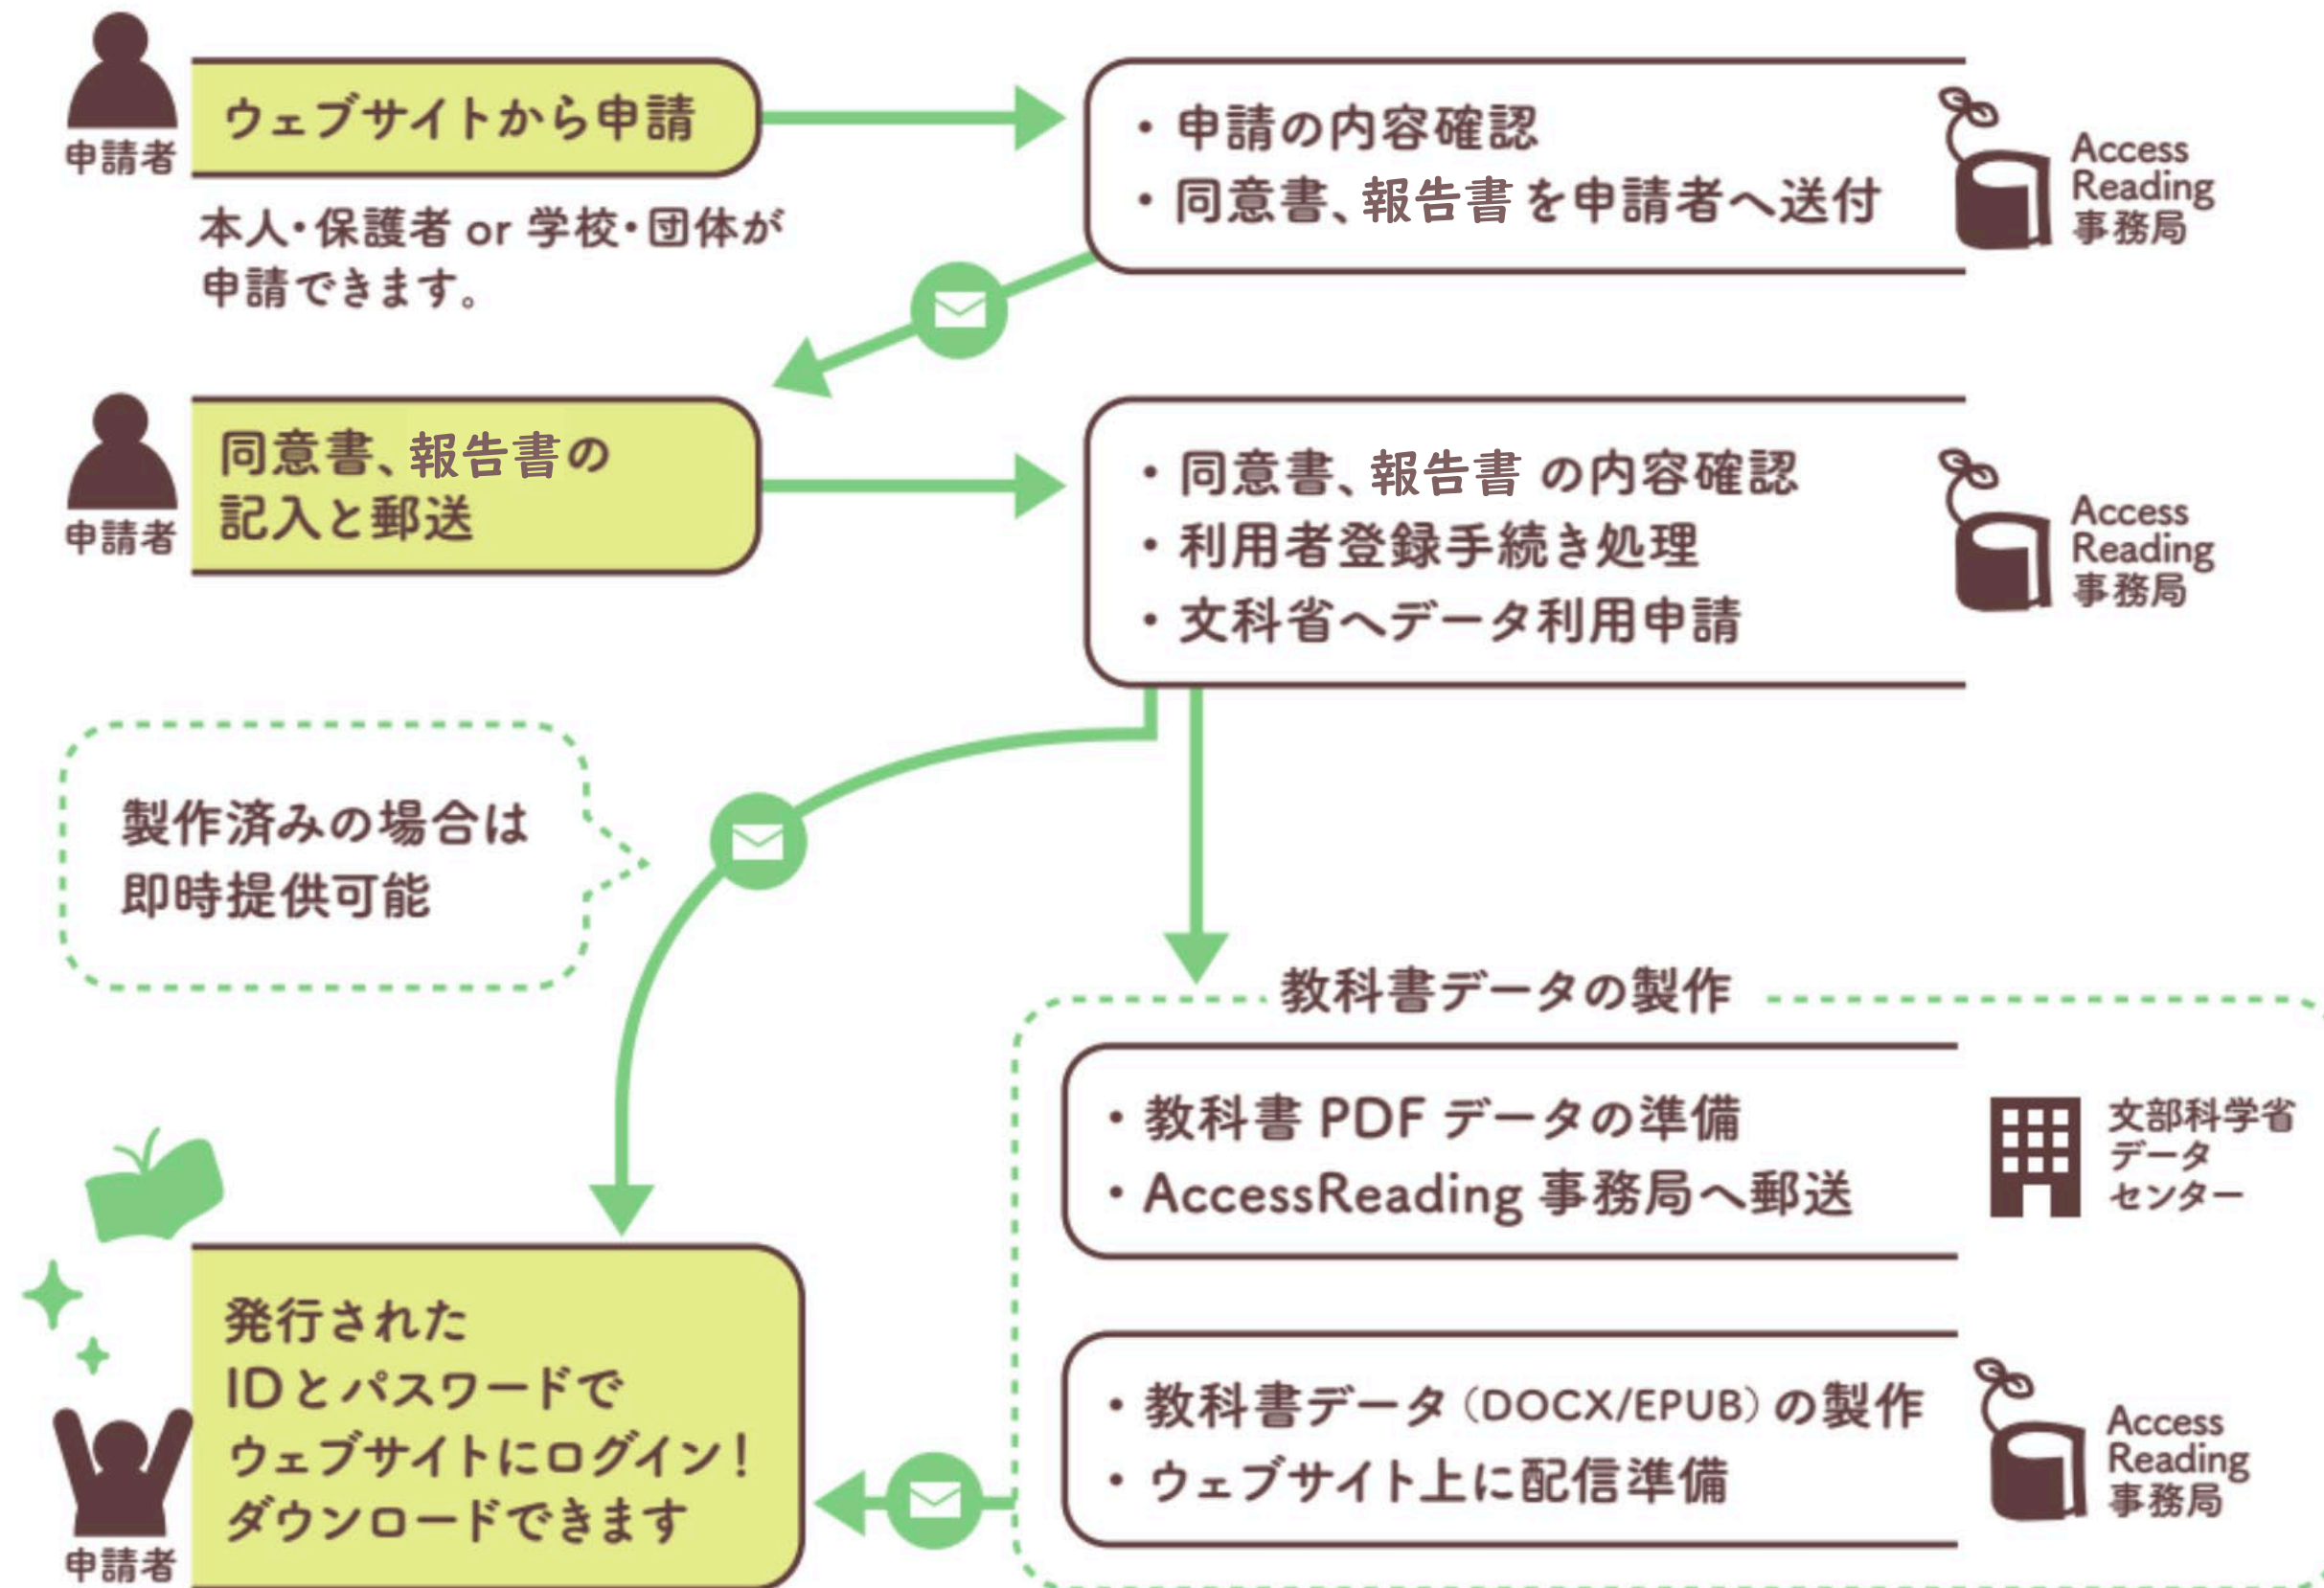 申請者
ウェブサイトから申請
本人・保護者 or 学校・団体が
申請できます。
・申請の内容確認
・同意書、報告書 を申請者へ送付
Access
Reading
事務局
申請者
同意書、報告書の
記入と郵送
・同意書、報告書 の内容確認
・利用者登録手続き処理
・文科省へデータ利用申請
Access
Reading
事務局
製作済みの場合は
即時提供可能
教科書データの製作
・教科書 PDF データの準備
・AccessReading 事務局へ郵送
文部科学省
データ
センター
・教科書データ（DOCX/EPUB）の製作
・ウェブサイト上に配信準備
Access
Reading
事務局
発行された
IDとパスワードで
ウェブサイトにログイン！
ダウンロードできます
申請者